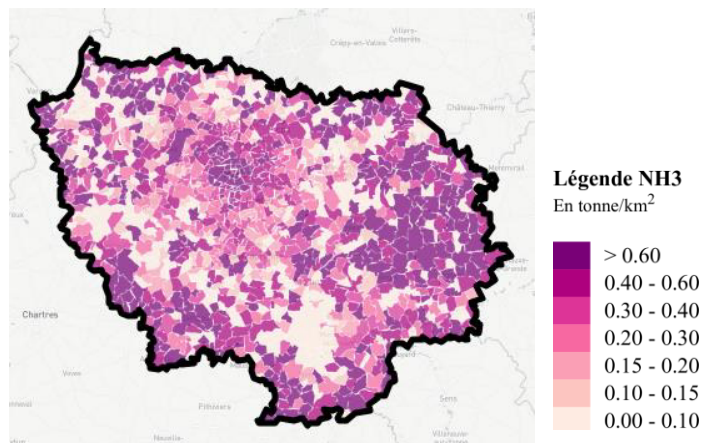 Villers-
Cotterêts
Crépy-en-Valois
Château-Thierry
Légende NH3
En tonne/km²
> 0.60
0.40 - 0.60
0.30 - 0.40
0.20 - 0.30
0.15 - 0.20
0.10 - 0.15
0.00 - 0.10
Chartres
Sens
Pithiviers